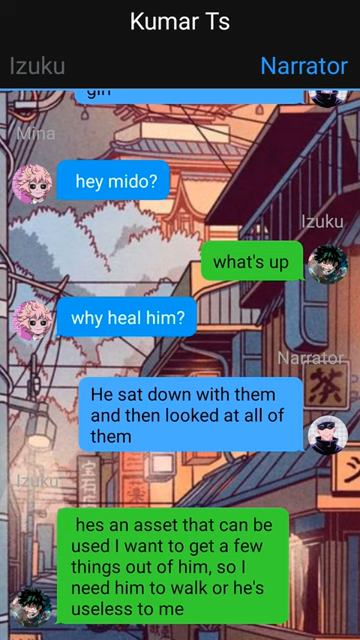 Kumar Ts
Izuku
Narrator
girl
Mina
hey mido?
Izuku
what's up
why heal him?
Narrator
He sat down with them
and then looked at all of
them
Izuku
hes an asset that can be
used I want to get a few
things out of him, so I
need him to walk or he's
useless to me